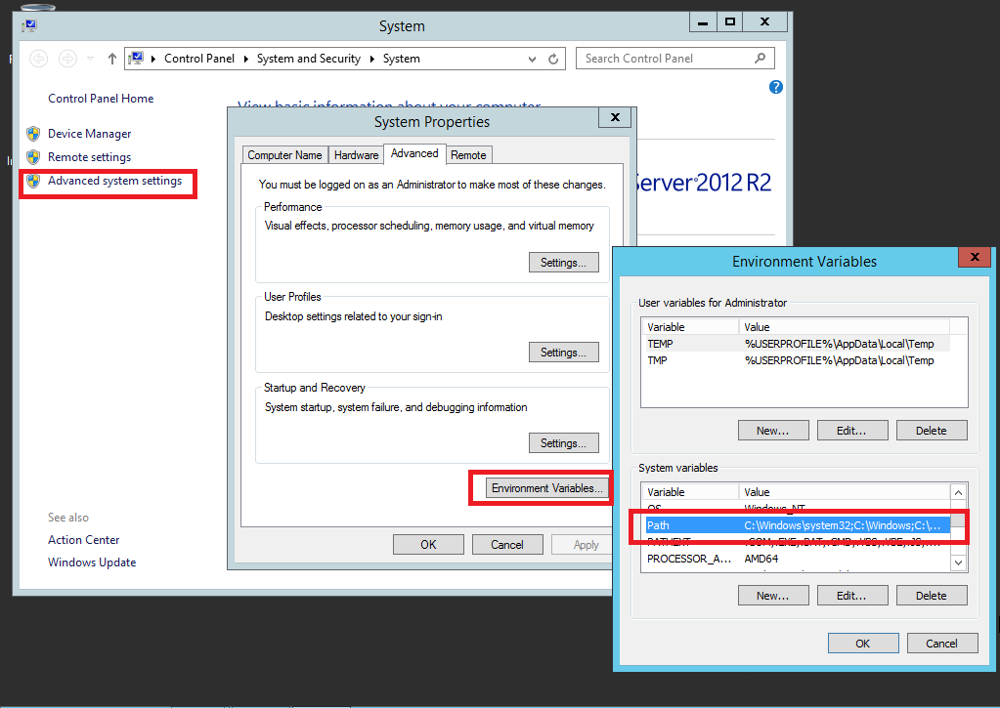 System
Control Panel System and Security System
Search Control Panel
Control Panel Home
Device Manager
Remote settings
Advanced system settings
See also
Action Center
Windows Update
View basic information about your computer
Server 2012 R2
System Properties
Computer Name Hardware Advanced Remote
You must be logged on as an Administrator to make most of these changes.
Performance
Visual effects, processor scheduling, memory usage, and virtual memory
Settings...
User Profiles
Desktop settings related to your sign-in
Settings...
Startup and Recovery
System startup, system failure, and debugging information
Settings...
Environment Variables...
OK Cancel Apply
Environment Variables
User variables for Administrator
Variable Value
TEMP %USERPROFILE%\AppData\Local\Temp
TMP %USERPROFILE%\AppData\Local\Temp
New... Edit... Delete
System variables
Variable Value
OS Windows_NT
Path C:\Windows\system32;C:\Windows;C:\...
PATHEXT .COM;.EXE;.BAT;.CMD;.VBS;.VBE;.JS;...
PROCESSOR_A... AMD64
New... Edit... Delete
OK Cancel